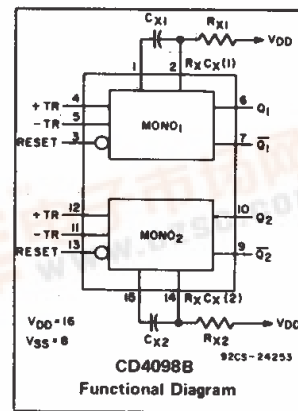 CX1
RX1
VDD
1
2
RXCX(1)
+TR
4
-TR
5
RESET
3
MONO1
6
Q1
7
Q1
+TR
12
-TR
11
RESET
13
MONO2
10
Q2
9
Q2
15
14
RXCX(2)
VDD=16
VSS=8
CX2
RX2
VDD
92CS-24253
CD4098B
Functional Diagram